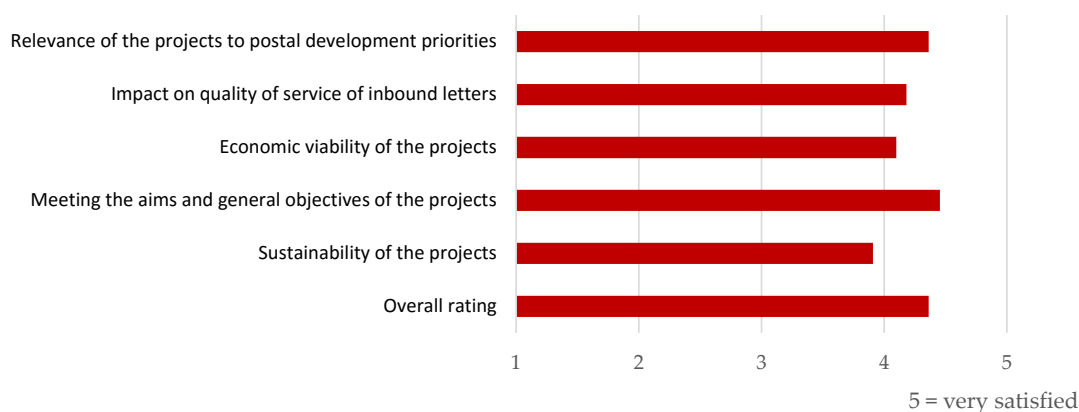 Relevance of the projects to postal development priorities
Impact on quality of service of inbound letters
Economic viability of the projects
Meeting the aims and general objectives of the projects
Sustainability of the projects
Overall rating
1 2 3 4 5
5 = very satisfied